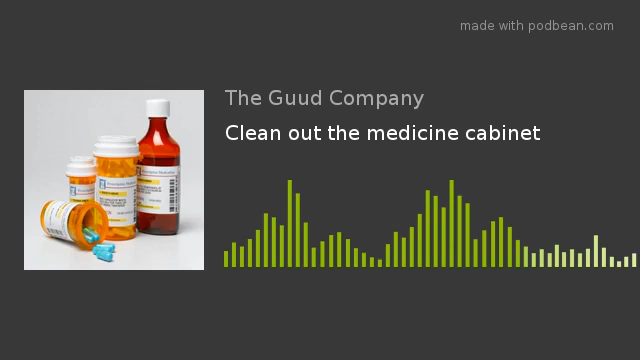 made with podbean.com
The Guud Company
Clean out the medicine cabinet